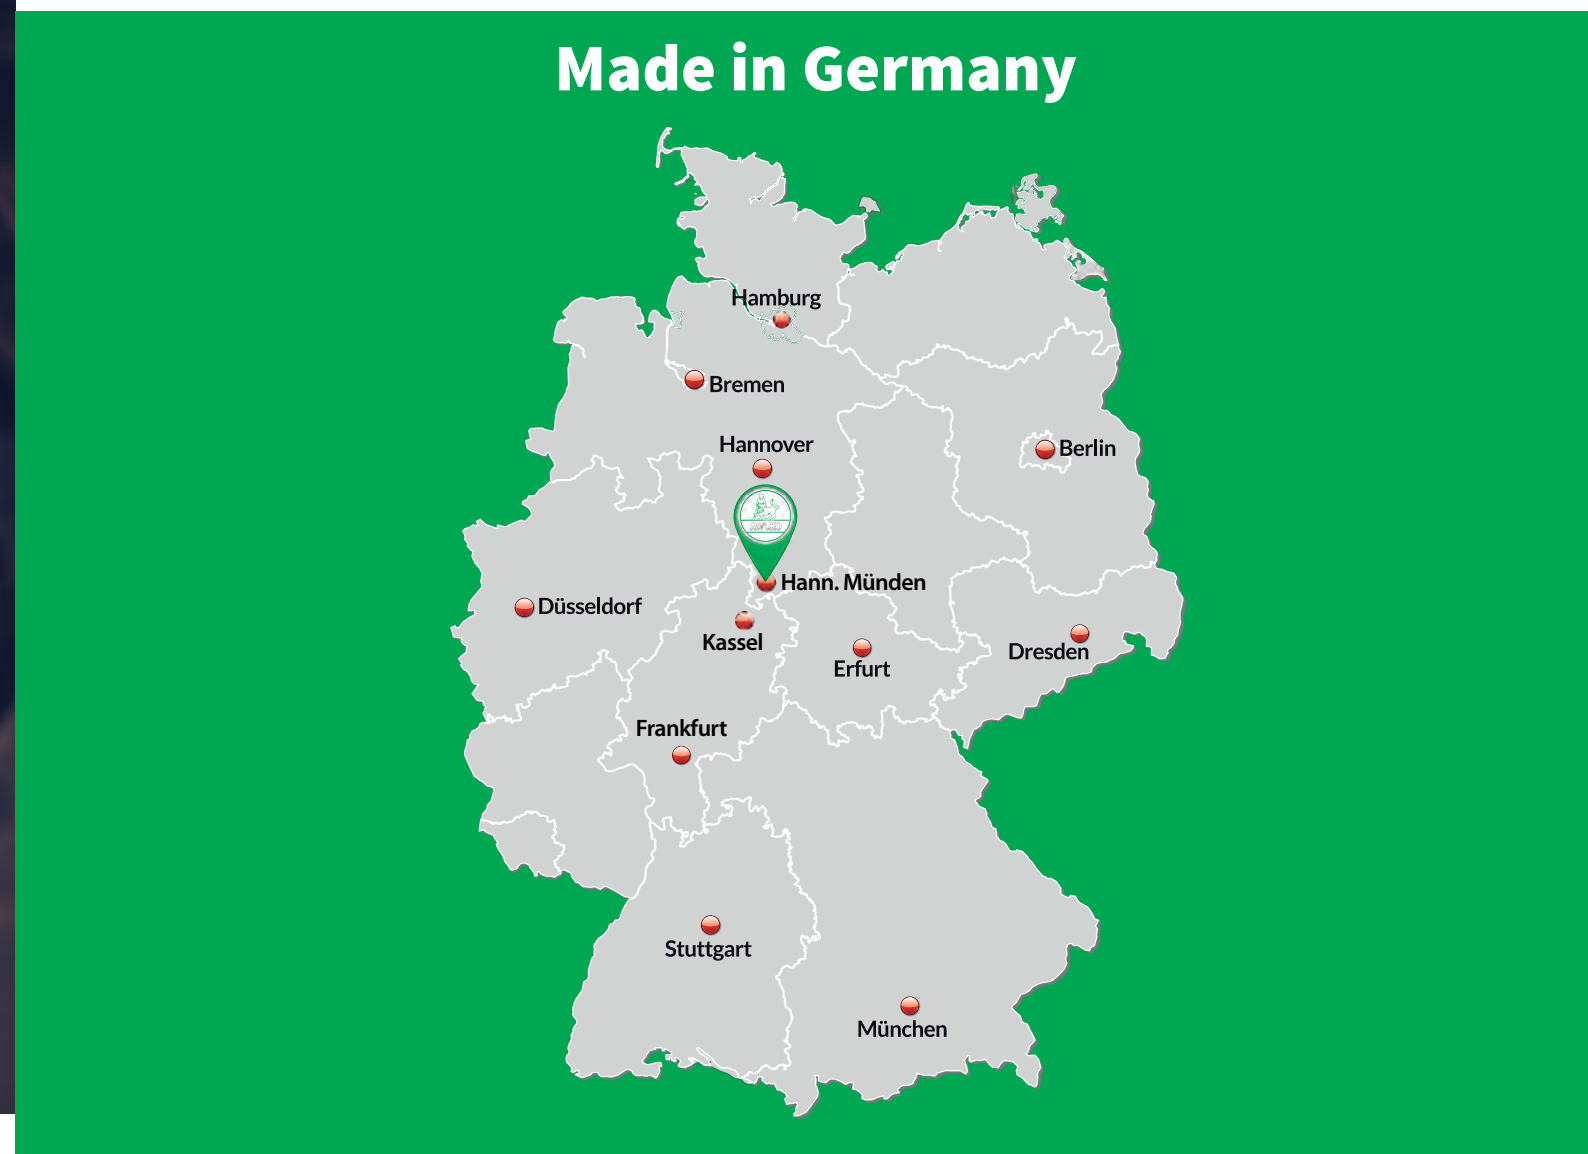 Made in Germany
Hamburg
Bremen
Hannover
Berlin
Hann. Münden
Düsseldorf
Kassel
Dresden
Erfurt
Frankfurt
Stuttgart
München